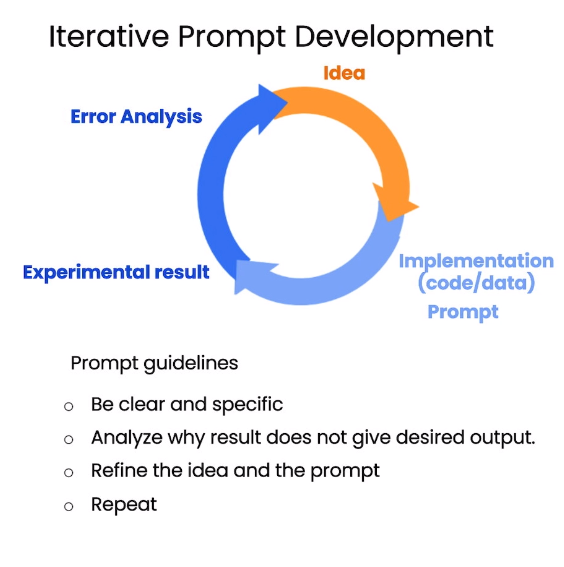 Iterative Prompt Development
Idea
Error Analysis
Experimental result
Implementation
(code/data)
Prompt
Prompt guidelines
o Be clear and specific
o Analyze why result does not give desired output.
o Refine the idea and the prompt
o Repeat